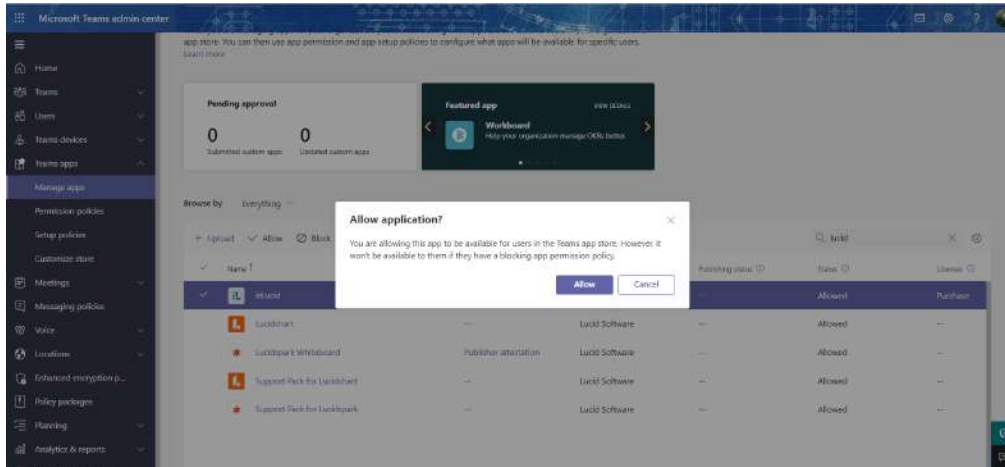 Microsoft Teams admin center
app store. You can then use app permission and app setup policies to configure what apps will be available for specific users.
Learn more
Home
Teams
Users
Teams devices
Teams apps
Manage apps
Permission policies
Setup policies
Customize store
Meetings
Messaging policies
Voice
Locations
Enhanced encryption p...
Policy packages
Planning
Analytics & reports
Pending approval
0
Submitted custom apps
0
Updated custom apps
Featured app
VIEW DETAILS
Workboard
Help your organization manage OKRs better.
Browse by
Everything
Allow application?
You are allowing this app to be available for users in the Teams app store. However, it
won't be available to them if they have a blocking app permission policy.
Allow
Cancel
+ Upload
Allow
Block
Name ↑
Publishing status
Status
Licenses
--
Allowed
Purchase
Lucidchart
--
Lucid Software
--
Allowed
--
Lucidspark Whiteboard
Publisher attestation
Lucid Software
--
Allowed
--
Support Pack for Lucidchart
--
Lucid Software
--
Allowed
--
Support Pack for Lucidspark
--
Lucid Software
--
Allowed
--